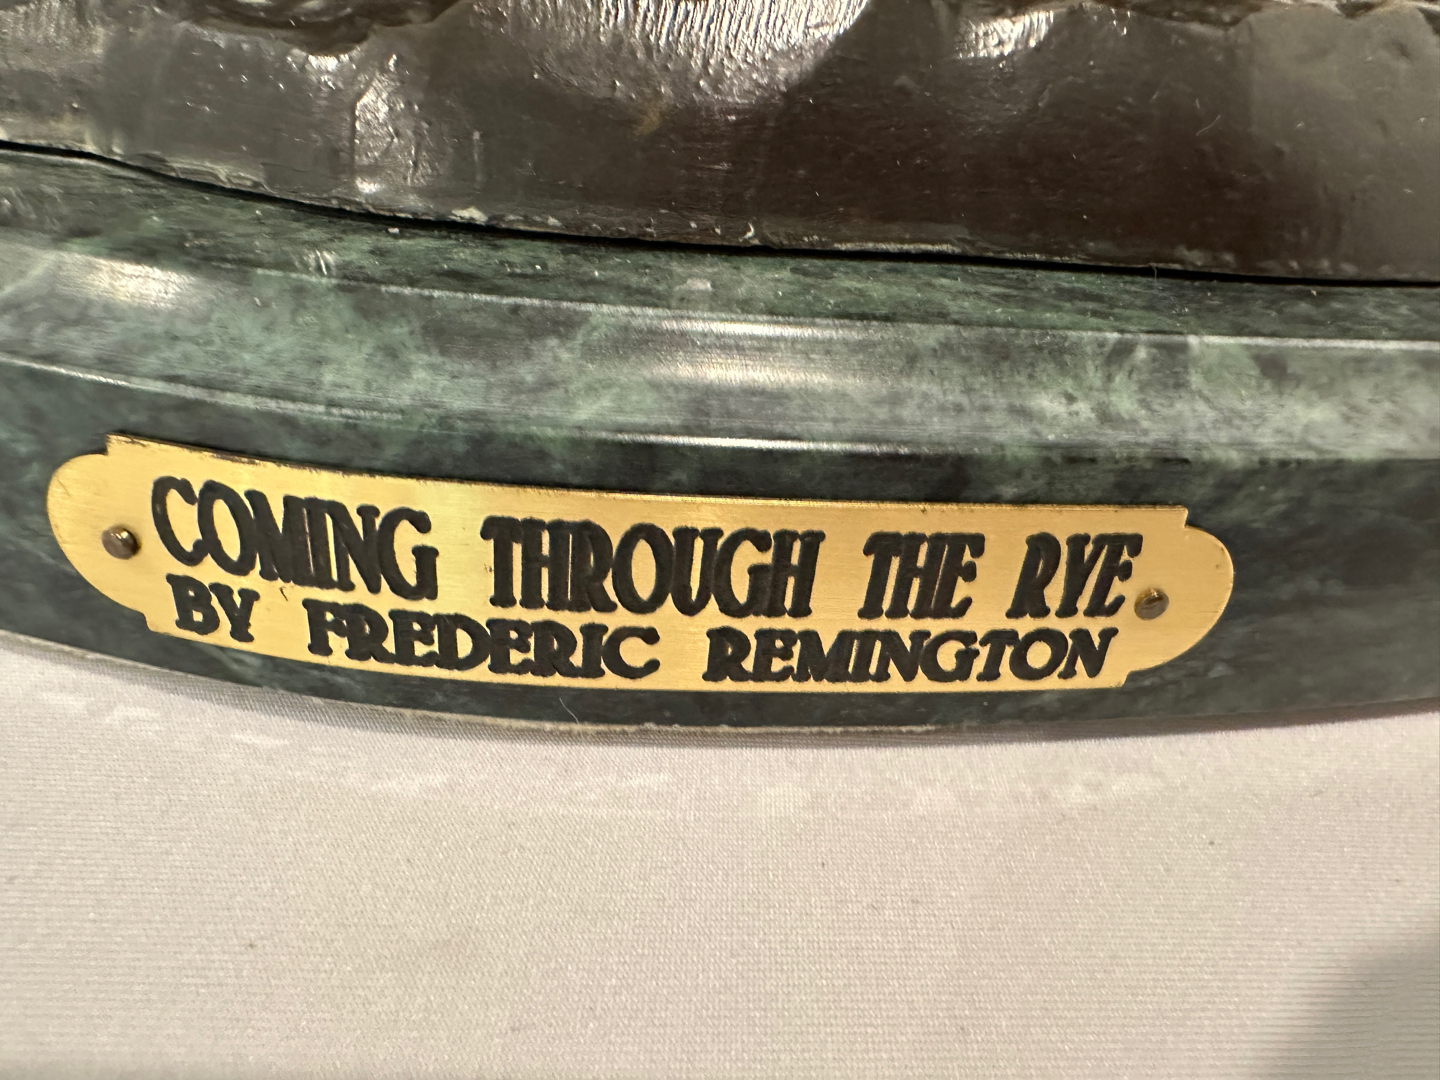 COMING THROUGH THE RYE
BY FREDERIC REMINGTON